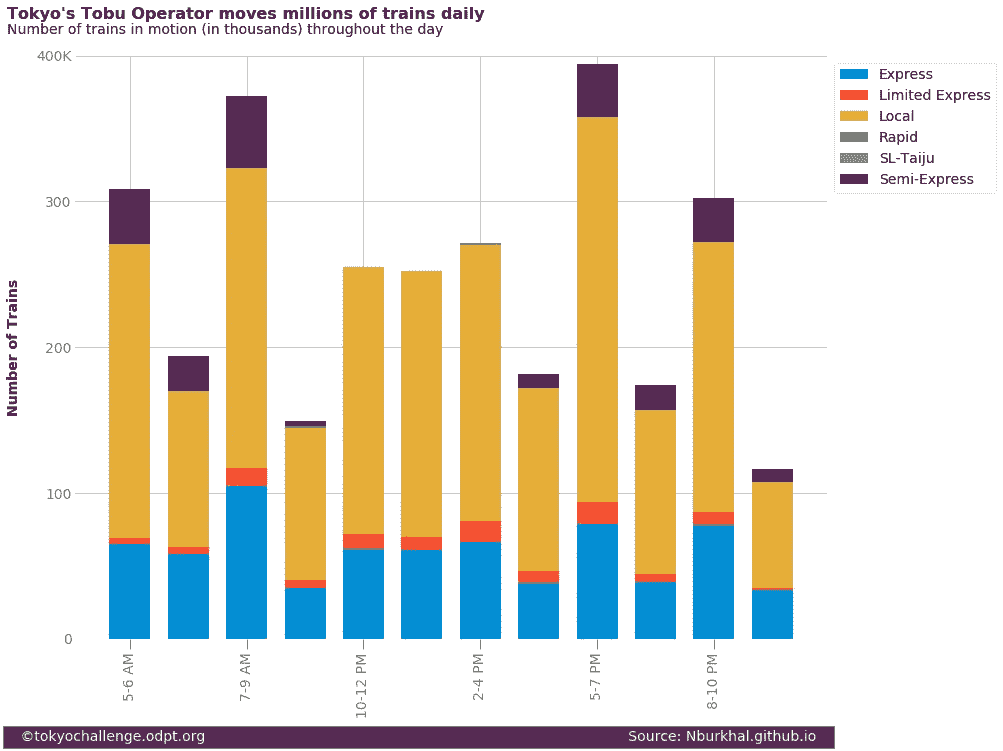 Tokyo's Tobu Operator moves millions of trains daily
Number of trains in motion (in thousands) throughout the day
400K
300
200
100
0
Number of Trains
5-6 AM
7-9 AM
10-12 PM
2-4 PM
5-7 PM
8-10 PM
Express
Limited Express
Local
Rapid
SL-Taiju
Semi-Express
©tokyochallenge.odpt.org
Source: Nburkhal.github.io